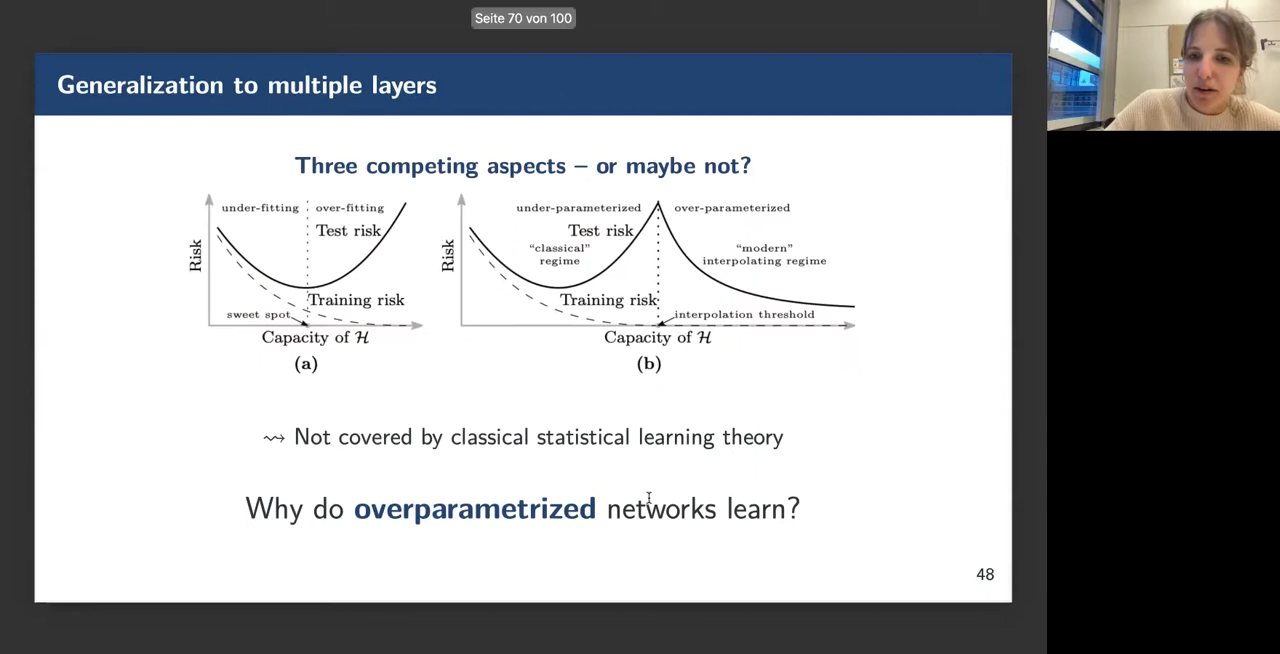 Seite 70 von 100
Generalization to multiple layers
Three competing aspects – or maybe not?
under-fitting
over-fitting
Test risk
Risk
Training risk
sweet spot
Capacity of ℋ
(a)
under-parameterized
over-parameterized
Test risk
“classical”
regime
“modern”
interpolating regime
Risk
Training risk
interpolation threshold
Capacity of ℋ
(b)
⇝ Not covered by classical statistical learning theory
Why do overparametrized networks learn?
48